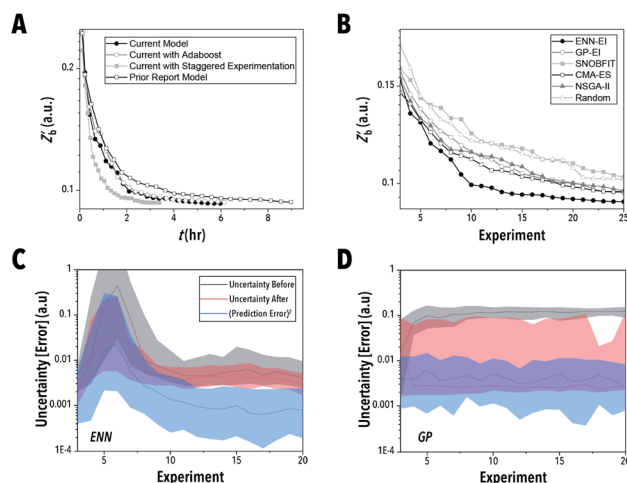 A
Z'b (a.u.)
0.2
0.1
Current Model
Current with Adaboost
Current with Staggered Experimentation
Prior Report Model
0 2 4 6 8
t(hr)
B
Z'b (a.u.)
0.15
0.1
ENN-EI
GP-EI
SNOBFIT
CMA-ES
NSGA-II
Random
5 10 15 20 25
Experiment
C
Uncertainty [Error] (a.u)
1
0.1
0.01
0.001
1E-4
Uncertainty Before
Uncertainty After
(Prediction Error)²
ENN
5 10 15 20
Experiment
D
Uncertainty [Error] (a.u)
1
0.1
0.01
0.001
1E-4
GP
5 10 15 20
Experiment